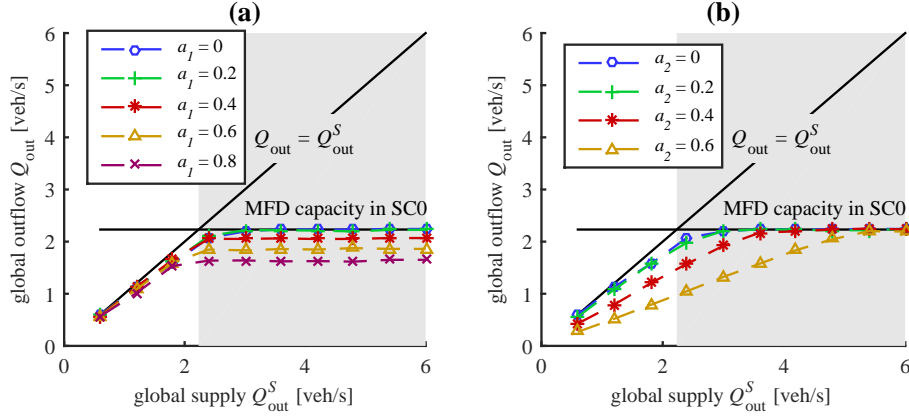 (a)
6
5
4
3
2
1
0
0 2 4 6
global outflow Q_out [veh/s]
global supply Q^S_out [veh/s]
a_1 = 0
a_1 = 0.2
a_1 = 0.4
a_1 = 0.6
a_1 = 0.8
Q_out = Q^S_out
MFD capacity in SC0
(b)
6
5
4
3
2
1
0
0 2 4 6
global outflow Q_out [veh/s]
global supply Q^S_out [veh/s]
a_2 = 0
a_2 = 0.2
a_2 = 0.4
a_2 = 0.6
Q_out = Q^S_out
MFD capacity in SC0